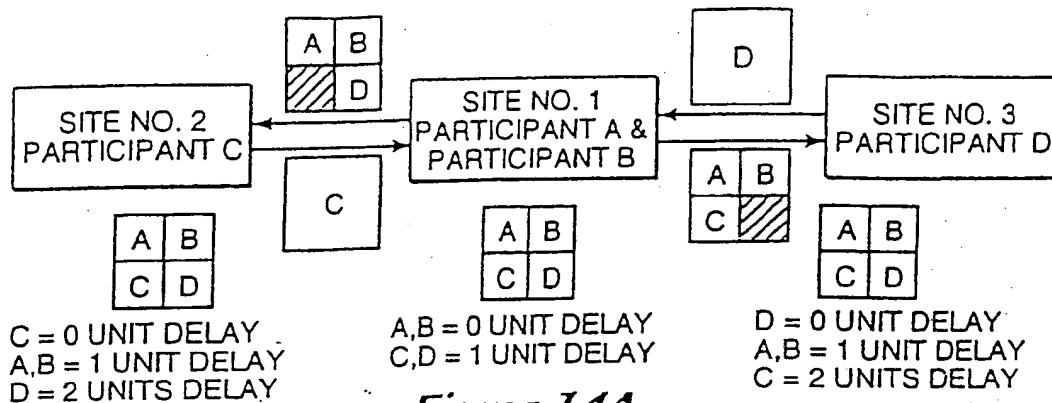 A B
D
D
SITE NO. 2
PARTICIPANT C
SITE NO. 1
PARTICIPANT A &
PARTICIPANT B
SITE NO. 3
PARTICIPANT D
C
A B
C
A B
C D
A B
C D
A B
C D
C = 0 UNIT DELAY
A,B = 1 UNIT DELAY
D = 2 UNITS DELAY
A,B = 0 UNIT DELAY
C,D = 1 UNIT DELAY
D = 0 UNIT DELAY
A,B = 1 UNIT DELAY
C = 2 UNITS DELAY